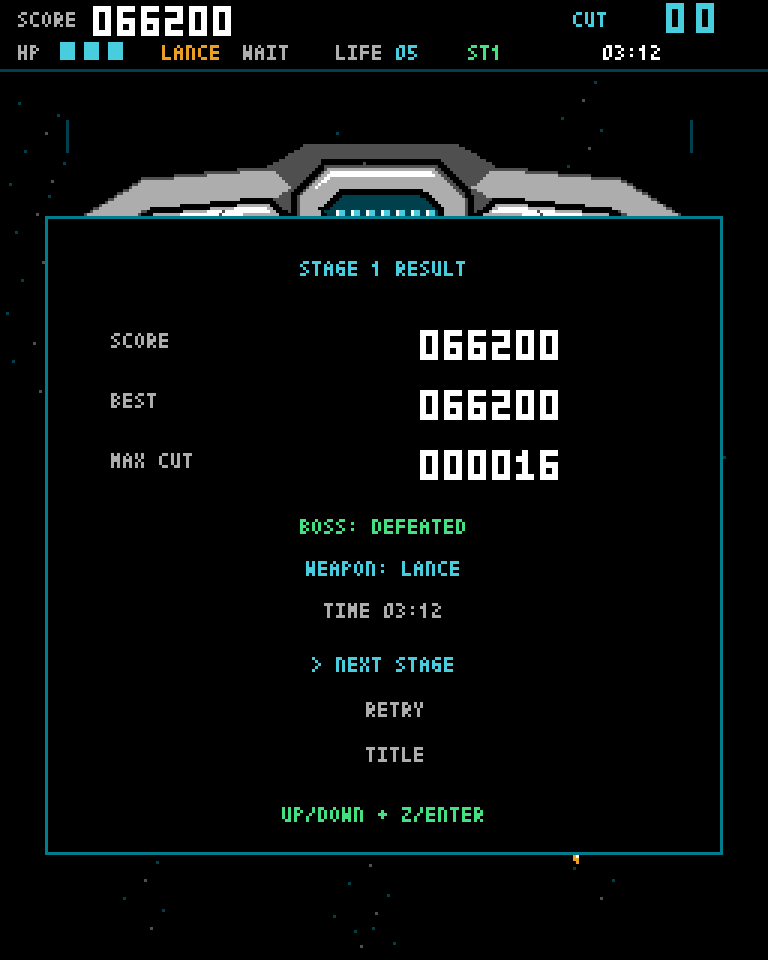 SCORE 066200 CUT 00
HP LANCE WAIT LIFE 05 ST1 03:12
STAGE 1 RESULT
SCORE 066200
BEST 066200
MAX CUT 000016
BOSS: DEFEATED
WEAPON: LANCE
TIME 03:12
> NEXT STAGE
RETRY
TITLE
UP/DOWN + Z/ENTER